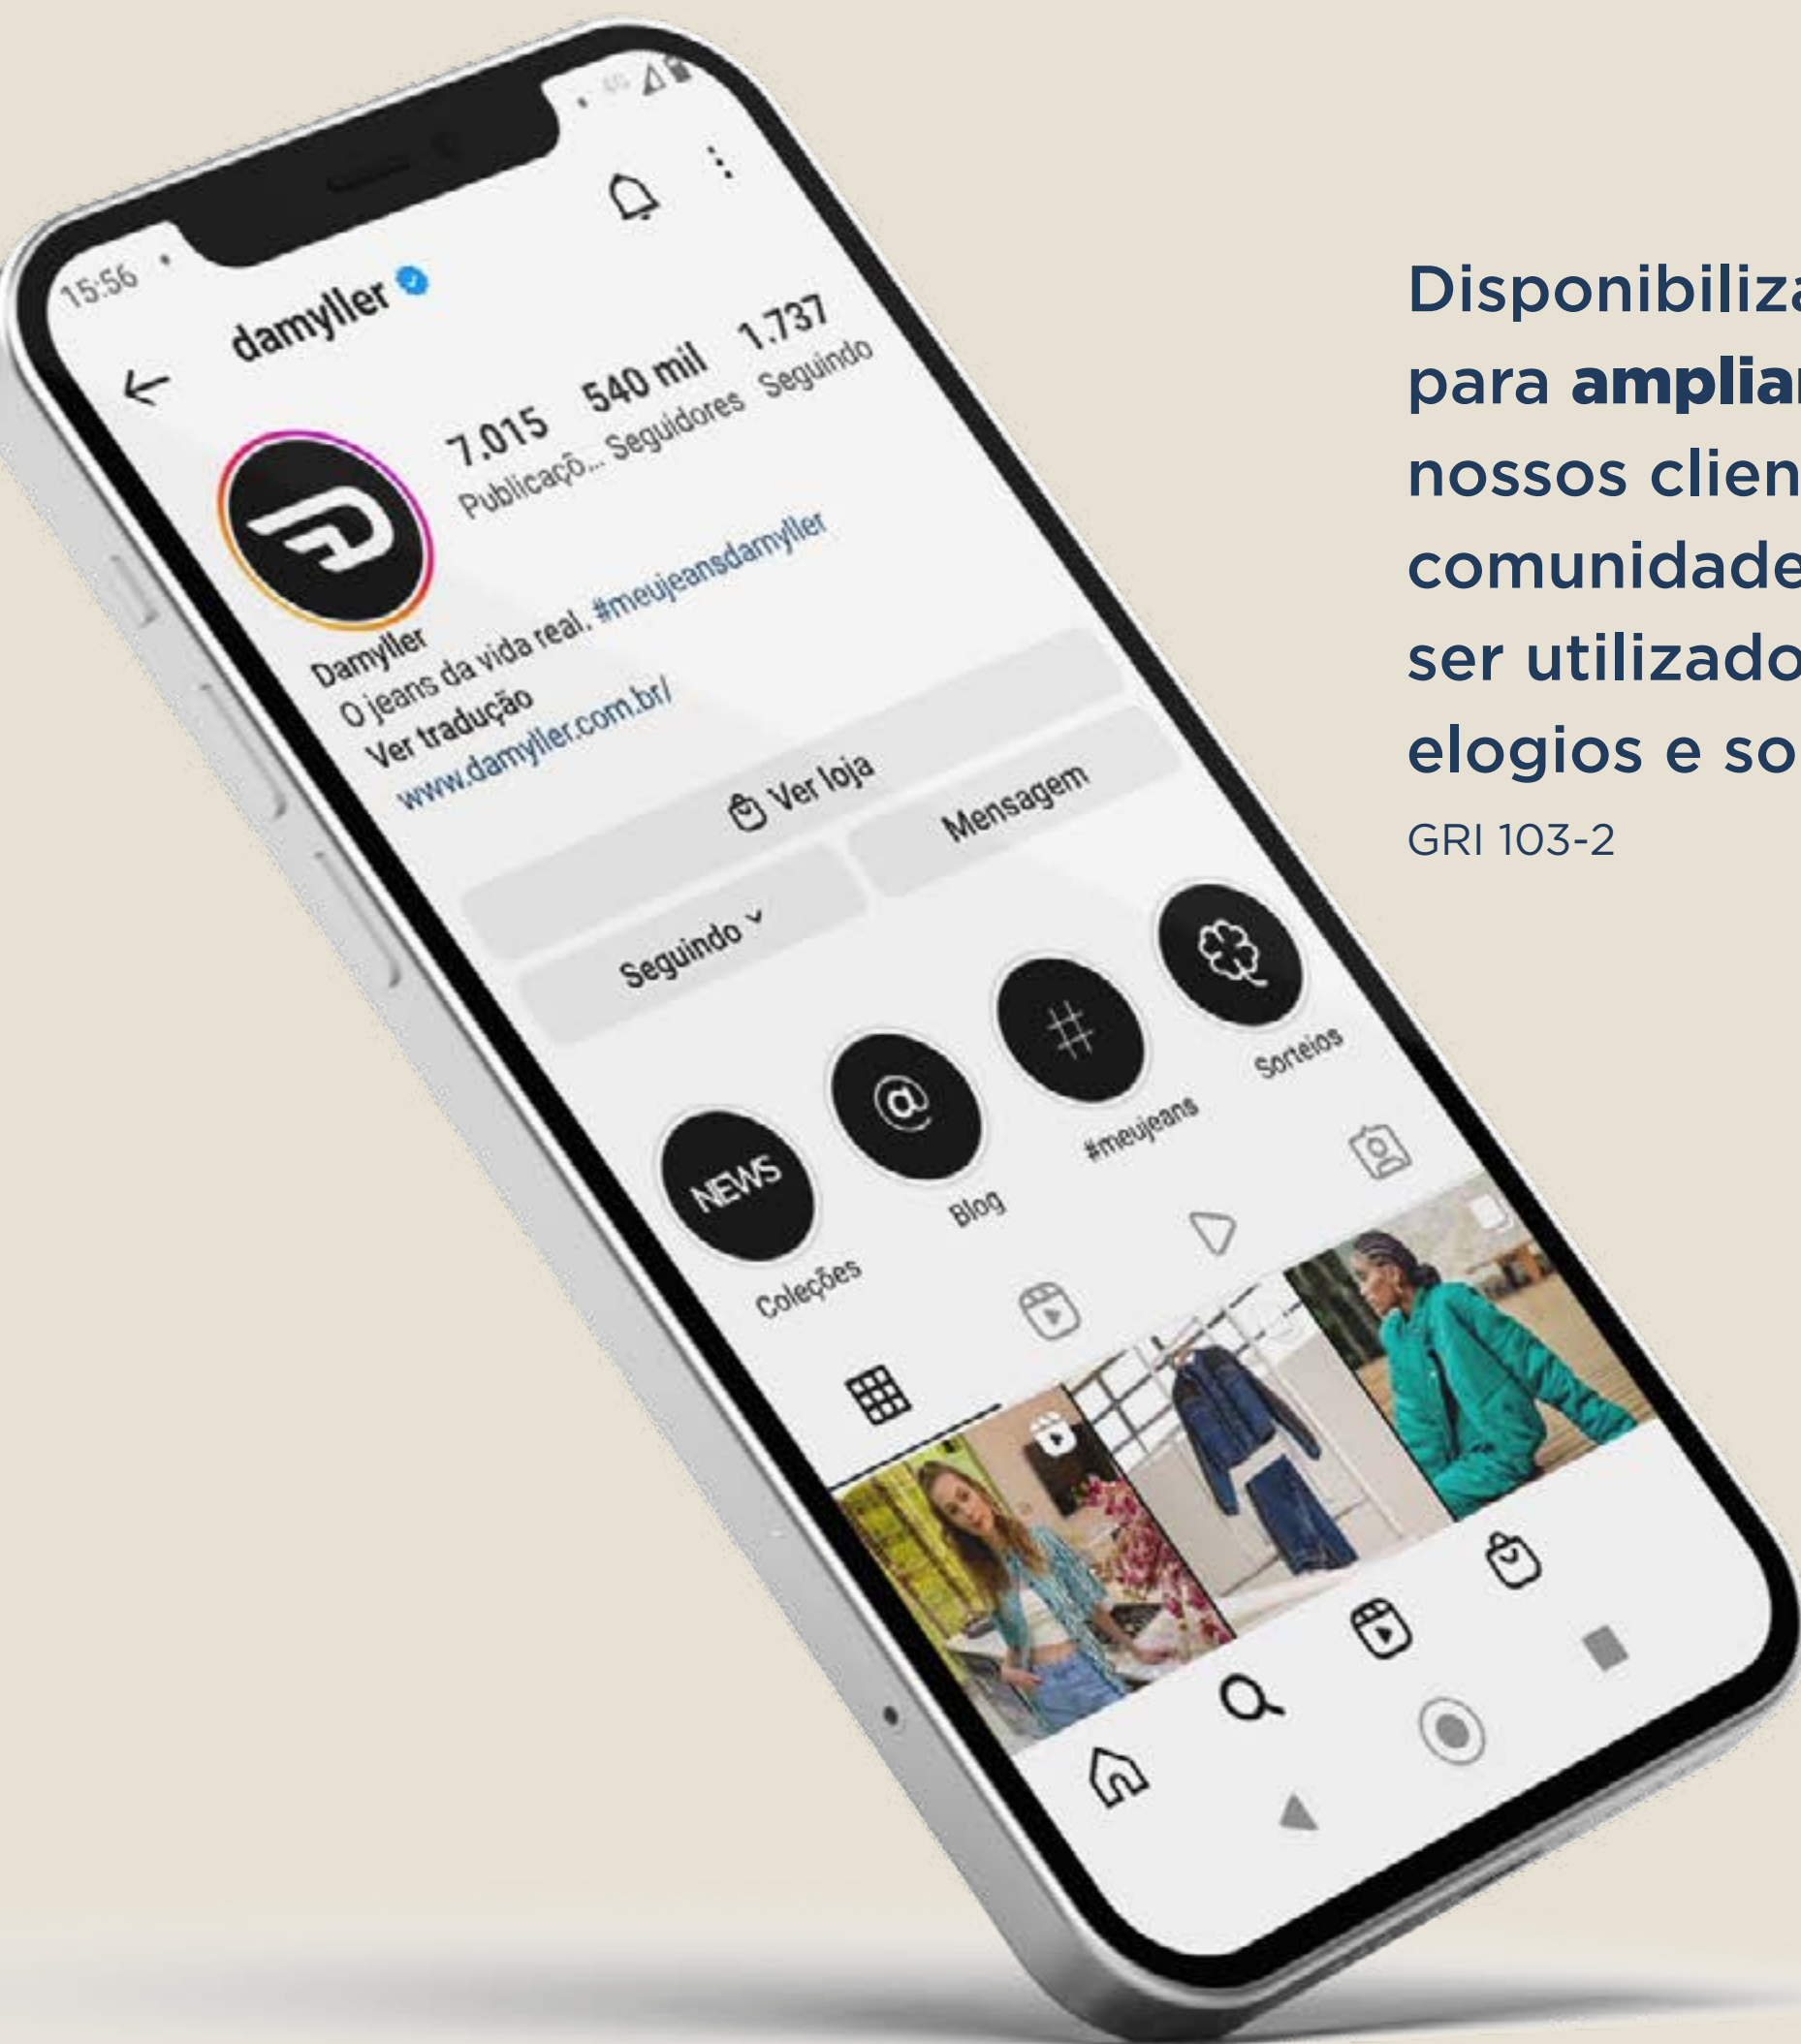 15:56
damyller
7.015 540 mil 1.737
Publicaçõ... Seguidores Seguindo
Damyller
O jeans da vida real. #meujeansdamyller
Ver tradução
www.damyller.com.br/
Ver loja
Seguindo Mensagem
NEWS @ #
Coleções Blog #meujeans Sorteios
Disponibiliza
para ampliar
nossos clien
comunidade
ser utilizado
elogios e so
GRI 103-2